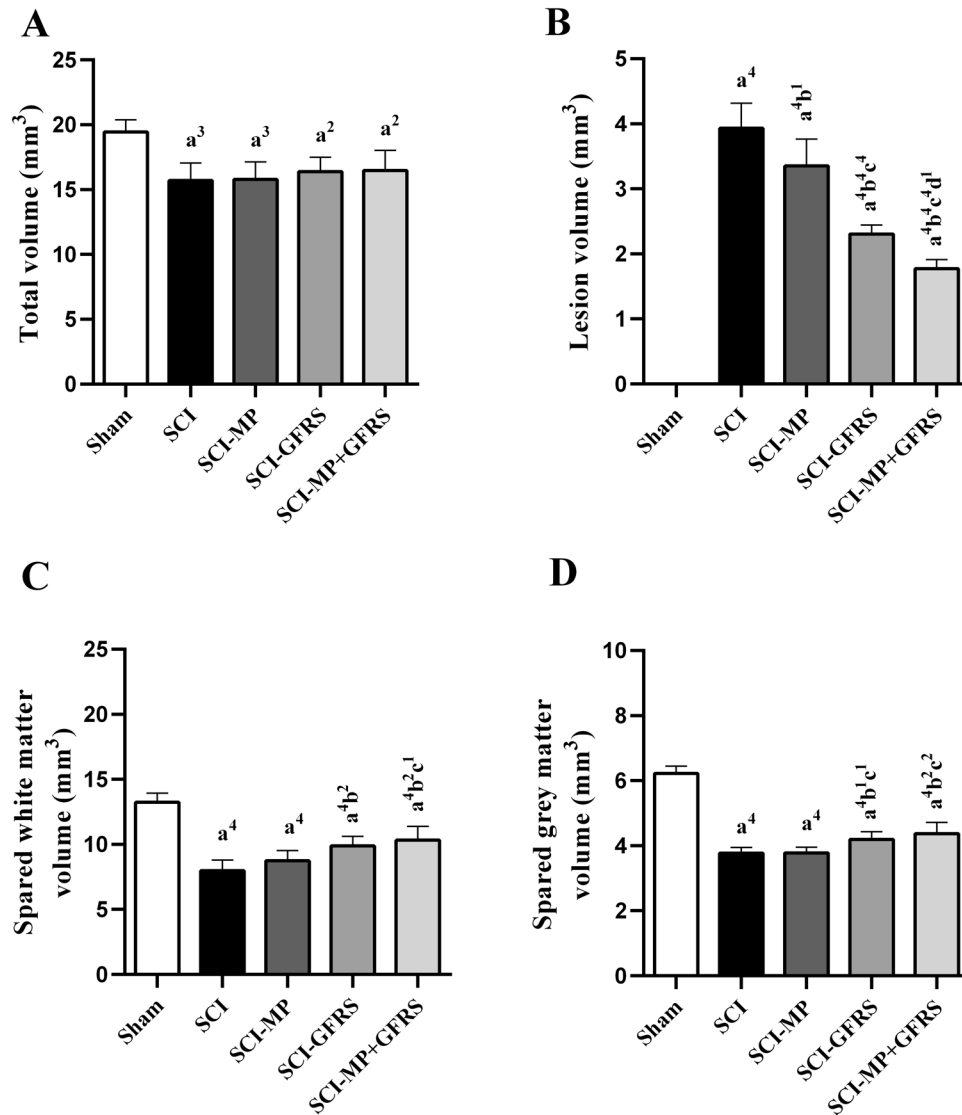 A
Total volume (mm³)
25
20
15
10
5
0
a³
a³
a²
a²
Sham
SCI
SCI-MP
SCI-GFRS
SCI-MP+GFRS
B
Lesion volume (mm³)
5
4
3
2
1
0
a⁴
a⁴b¹
a⁴b⁴c⁴
a⁴b⁴c⁴d¹
Sham
SCI
SCI-MP
SCI-GFRS
SCI-MP+GFRS
C
Spared white matter
volume (mm³)
25
20
15
10
5
0
a⁴
a⁴
a⁴b²
a⁴b²c¹
Sham
SCI
SCI-MP
SCI-GFRS
SCI-MP+GFRS
D
Spared grey matter
volume (mm³)
10
8
6
4
2
0
a⁴
a⁴
a⁴b¹c¹
a⁴b²c²
Sham
SCI
SCI-MP
SCI-GFRS
SCI-MP+GFRS